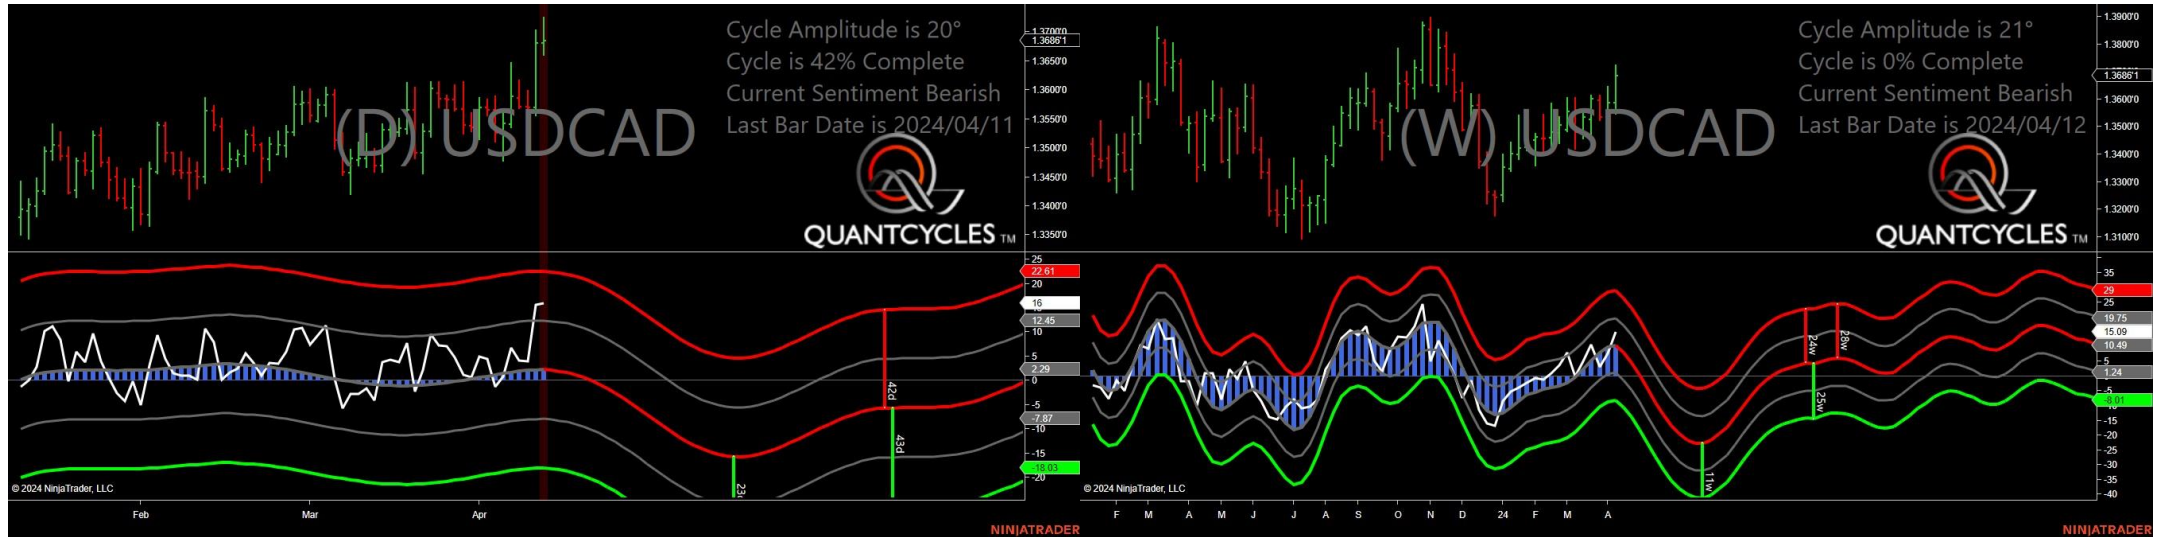 Cycle Amplitude is 20°
Cycle is 42% Complete
Current Sentiment Bearish
Last Bar Date is 2024/04/11
(D) USDCAD
QUANTCYCLES TM
1.3700'0
1.3686'1
1.3650'0
1.3600'0
1.3550'0
1.3500'0
1.3450'0
1.3400'0
1.3350'0
25
22.61
20
16
12.45
10
5
2.29
0
-5
-7.87
-10
-15
-18.03
-20
42d
43d
© 2024 NinjaTrader, LLC
Feb Mar Apr
NINJATRADER
Cycle Amplitude is 21°
Cycle is 0% Complete
Current Sentiment Bearish
Last Bar Date is 2024/04/12
(W) USDCAD
QUANTCYCLES TM
1.3900'0
1.3800'0
1.3686'1
1.3600'0
1.3500'0
1.3400'0
1.3300'0
1.3200'0
1.3100'0
35
29
25
19.75
15.09
10.49
5
1.24
-5
-8.01
-15
-20
-25
-30
-35
-40
24w
28w
25w
11w
© 2024 NinjaTrader, LLC
F M A M J J A S O N D 24 F M A
NINJATRADER